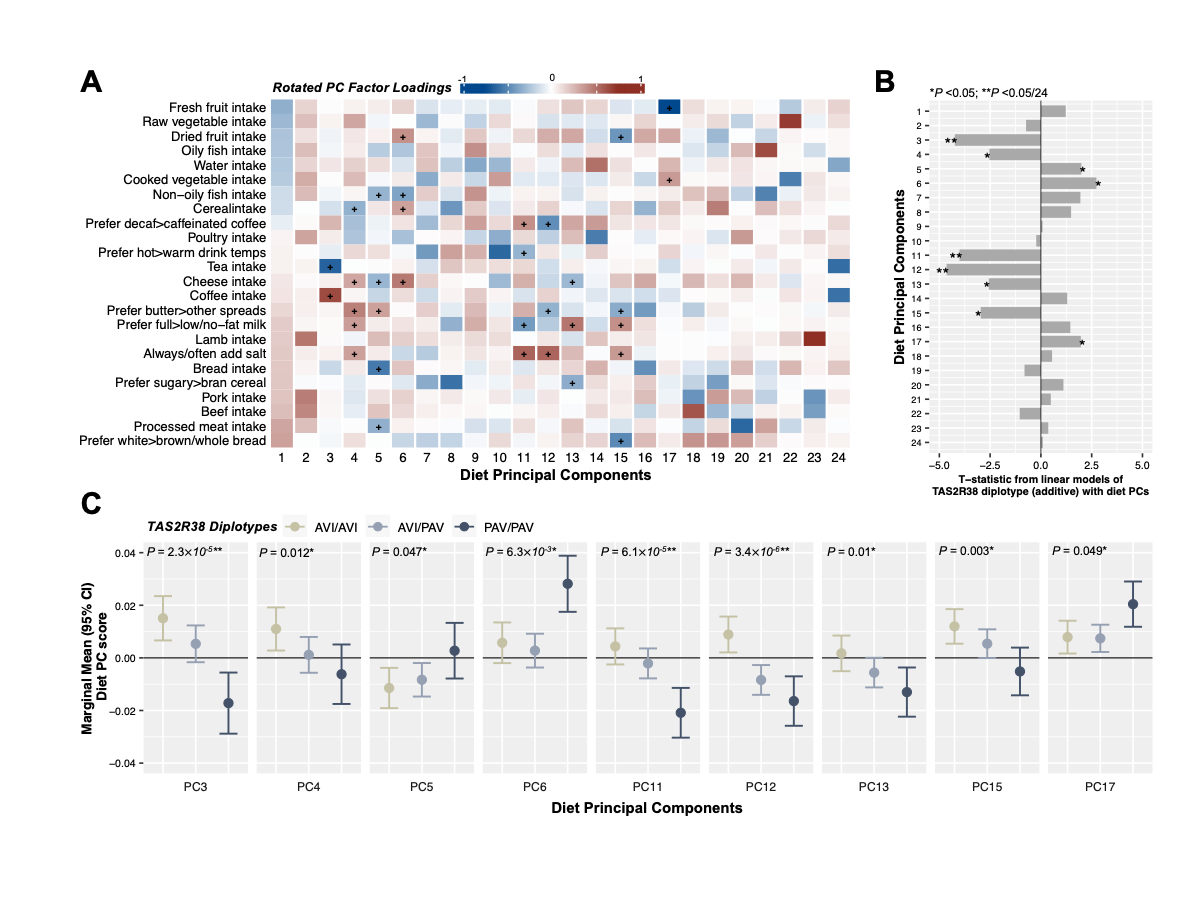 A
Rotated PC Factor Loadings
-1 0 1
Fresh fruit intake
Raw vegetable intake
Dried fruit intake
Oily fish intake
Water intake
Cooked vegetable intake
Non-oily fish intake
Cerealintake
Prefer decaf>caffeinated coffee
Poultry intake
Prefer hot>warm drink temps
Tea intake
Cheese intake
Coffee intake
Prefer butter>other spreads
Prefer full>low/no-fat milk
Lamb intake
Always/often add salt
Bread intake
Prefer sugary>bran cereal
Pork intake
Beef intake
Processed meat intake
Prefer white>brown/whole bread
1 2 3 4 5 6 7 8 9 10 11 12 13 14 15 16 17 18 19 20 21 22 23 24
Diet Principal Components
B
*P <0.05; **P <0.05/24
Diet Principal Components
1
2
3 **
4 *
5 *
6 *
7
8
9
10
11 **
12 **
13 *
14
15 *
16
17 *
18
19
20
21
22
23
24
−5.0 −2.5 0.0 2.5 5.0
T−statistic from linear models of
TAS2R38 diplotype (additive) with diet PCs
C
TAS2R38 Diplotypes AVI/AVI AVI/PAV PAV/PAV
Marginal Mean (95% CI)
Diet PC score
0.04
0.02
0.00
−0.02
−0.04
P = 2.3×10-5** P = 0.012* P = 0.047* P = 6.3×10-3* P = 6.1×10-5** P = 3.4×10-6** P = 0.01* P = 0.003* P = 0.049*
PC3 PC4 PC5 PC6 PC11 PC12 PC13 PC15 PC17
Diet Principal Components